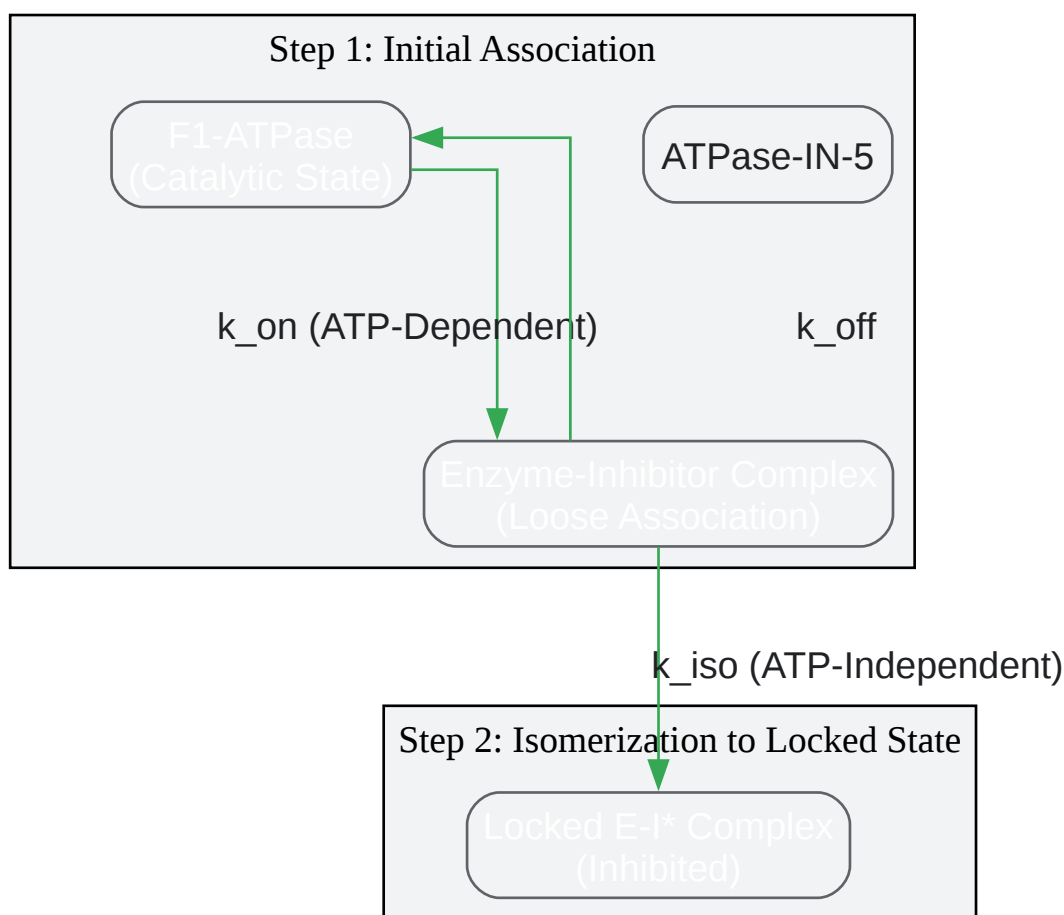 Step 1: Initial Association
F1-ATPase
(Catalytic State)
ATPase-IN-5
k_on (ATP-Dependent)
k_off
Enzyme-Inhibitor Complex
(Loose Association)
k_iso (ATP-Independent)
Step 2: Isomerization to Locked State
Locked E-I* Complex
(Inhibited)